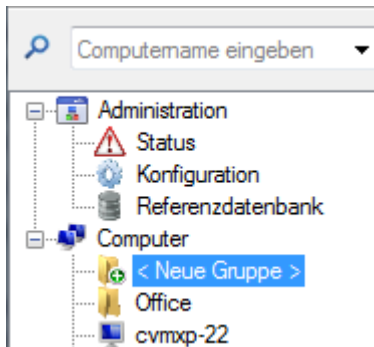 Computername eingeben
Administration
Status
Konfiguration
Referenzdatenbank
Computer
< Neue Gruppe >
Office
cvmxp-22